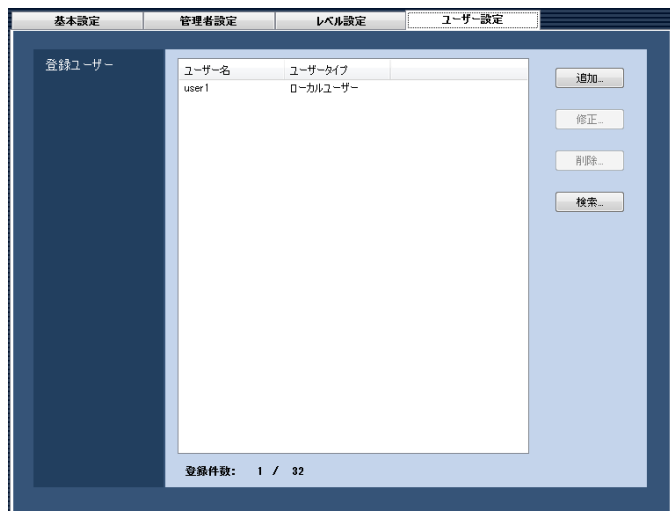 基本設定 管理者設定 レベル設定 ユーザー設定
登録ユーザー
ユーザー名 ユーザータイプ
user1 ローカルユーザー
追加...
修正...
削除...
検索...
登録件数: 1 / 32